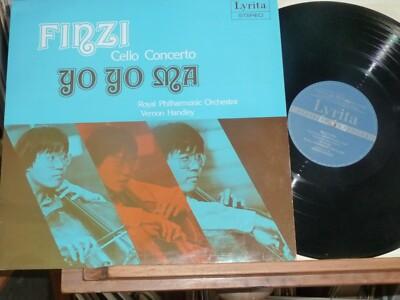 FINZI
Cello Concerto
YO YO MA
Royal Philharmonic Orchestra
Vernon Handley
Lyrita
STEREO
Lyrita